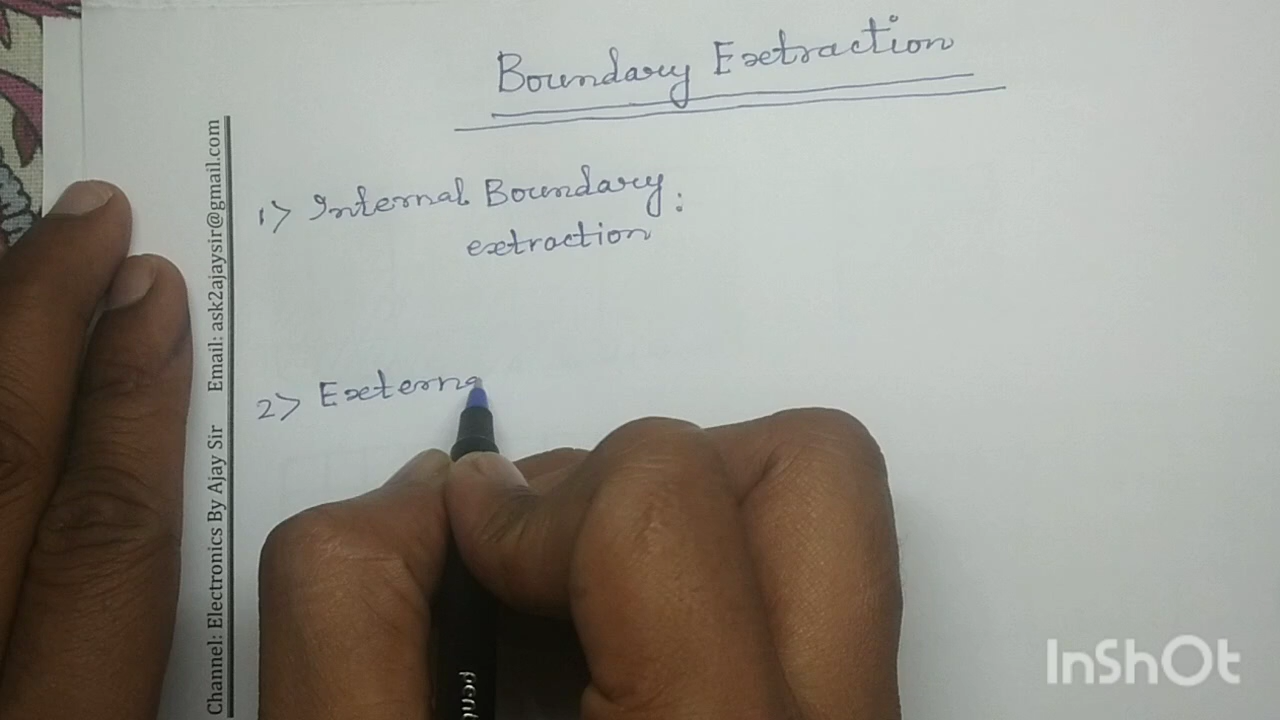 Boundary Extraction
1> Internal Boundary :
extraction
2> Externa
Channel: Electronics By Ajay Sir Email: ask2ajaysir@gmail.com
InShOt